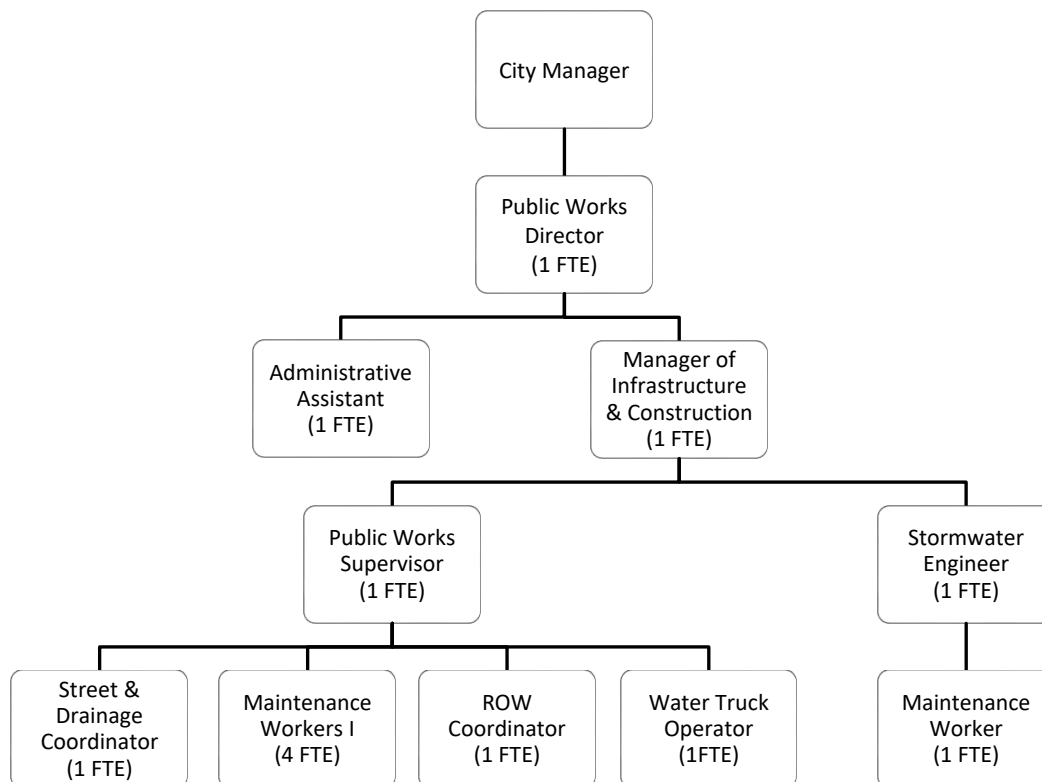 City Manager
Public Works
Director
(1 FTE)
Administrative
Assistant
(1 FTE)
Manager of
Infrastructure
& Construction
(1 FTE)
Public Works
Supervisor
(1 FTE)
Stormwater
Engineer
(1 FTE)
Street &
Drainage
Coordinator
(1 FTE)
Maintenance
Workers I
(4 FTE)
ROW
Coordinator
(1 FTE)
Water Truck
Operator
(1FTE)
Maintenance
Worker
(1 FTE)